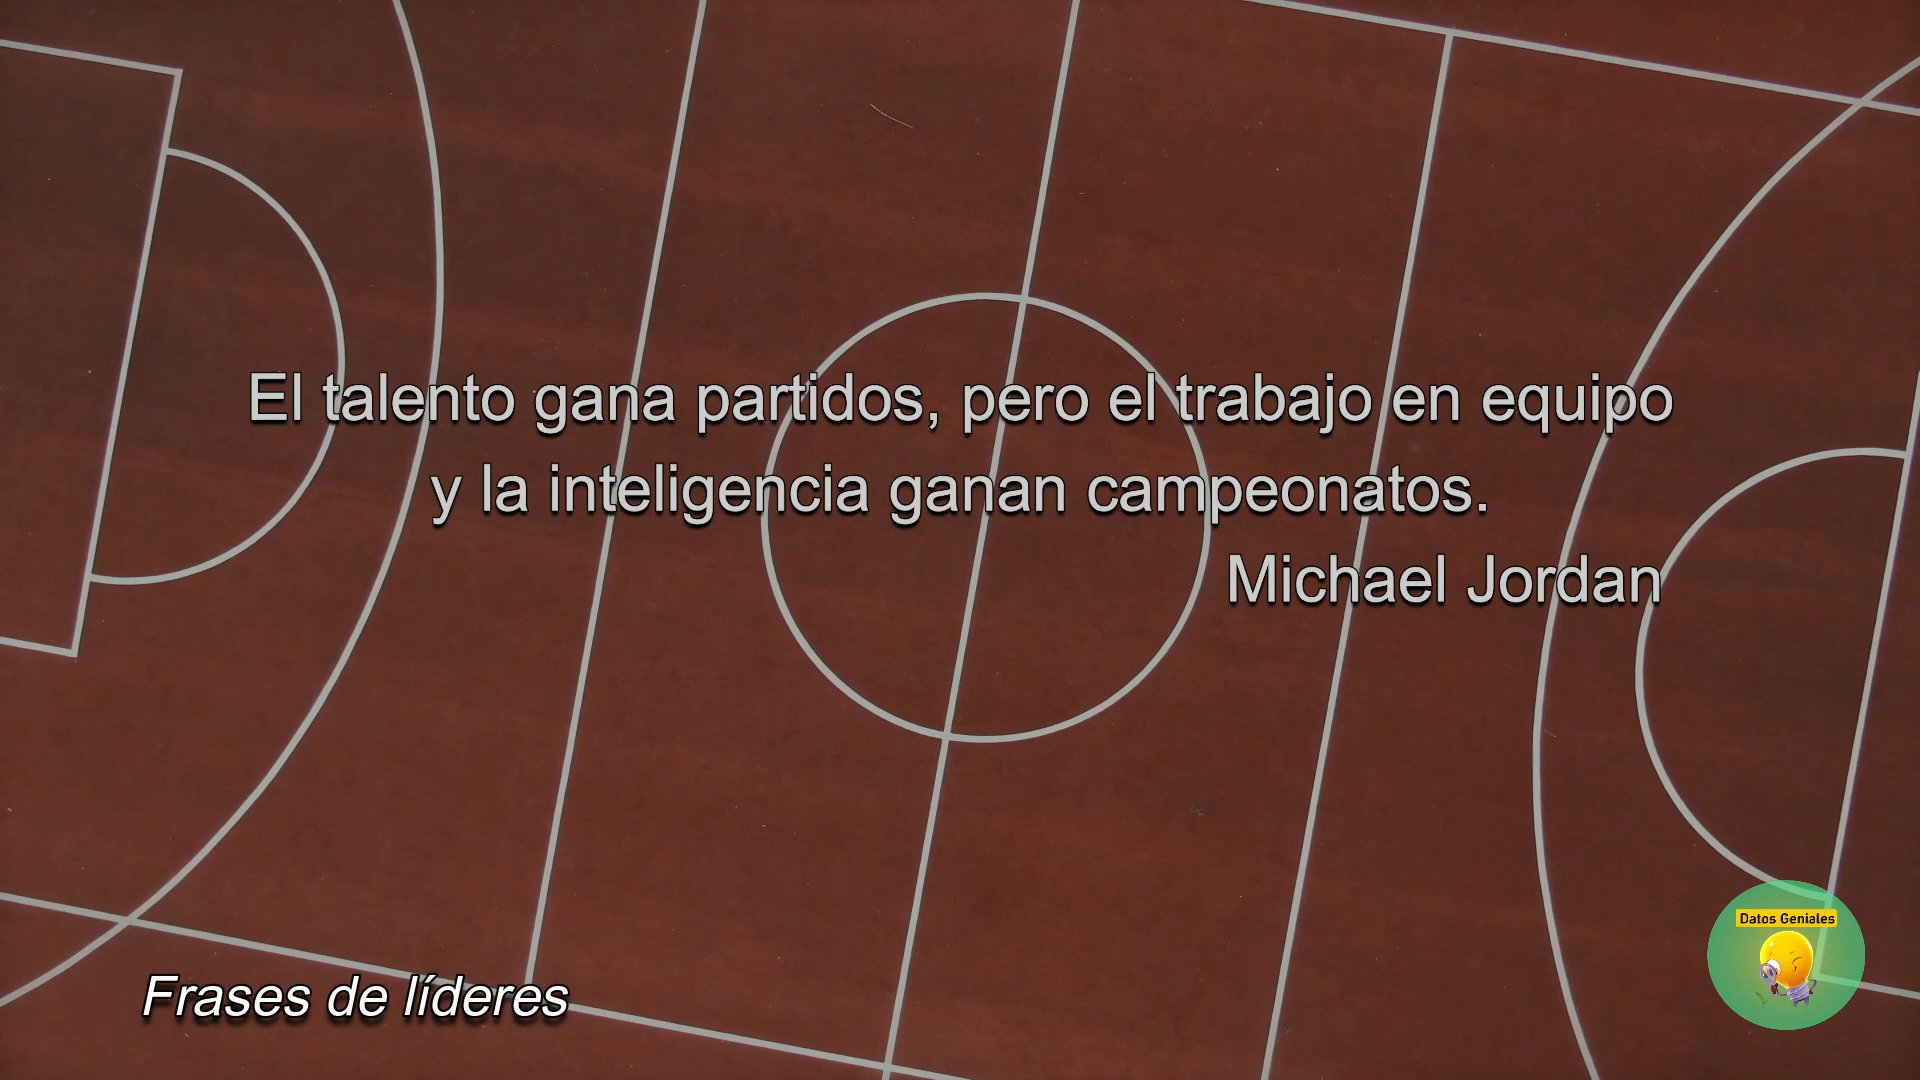 El talento gana partidos, pero el trabajo en equipo
y la inteligencia ganan campeonatos.
Michael Jordan
Datos Geniales
Frases de líderes